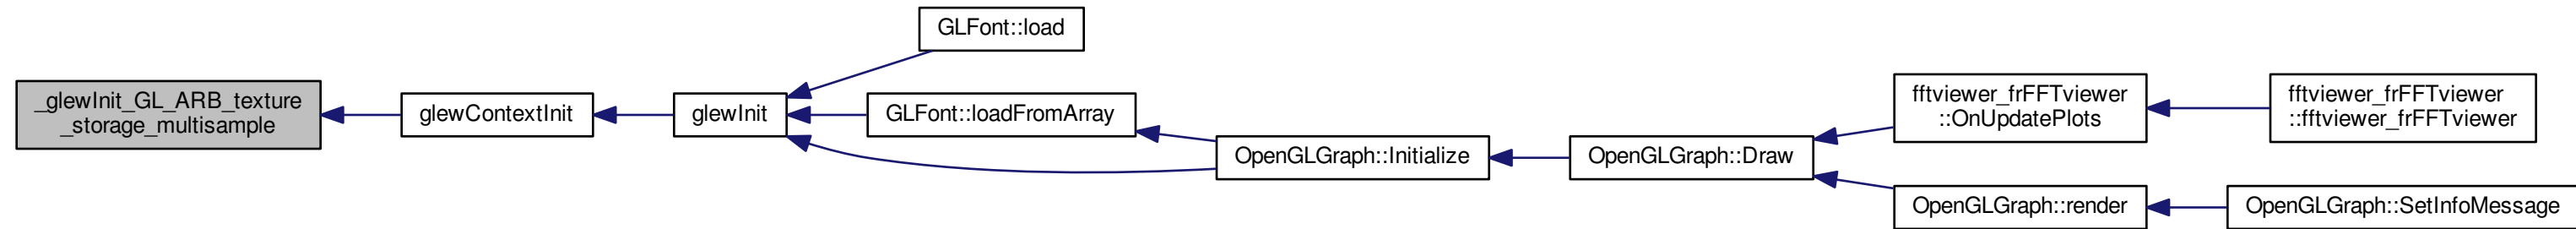 GLFont::load
_glewInit_GL_ARB_texture
_storage_multisample
glewContextInit
glewInit
GLFont::loadFromArray
OpenGLGraph::Initialize
OpenGLGraph::Draw
fftviewer_frFFTviewer
::OnUpdatePlots
fftviewer_frFFTviewer
::fftviewer_frFFTviewer
OpenGLGraph::render
OpenGLGraph::SetInfoMessage